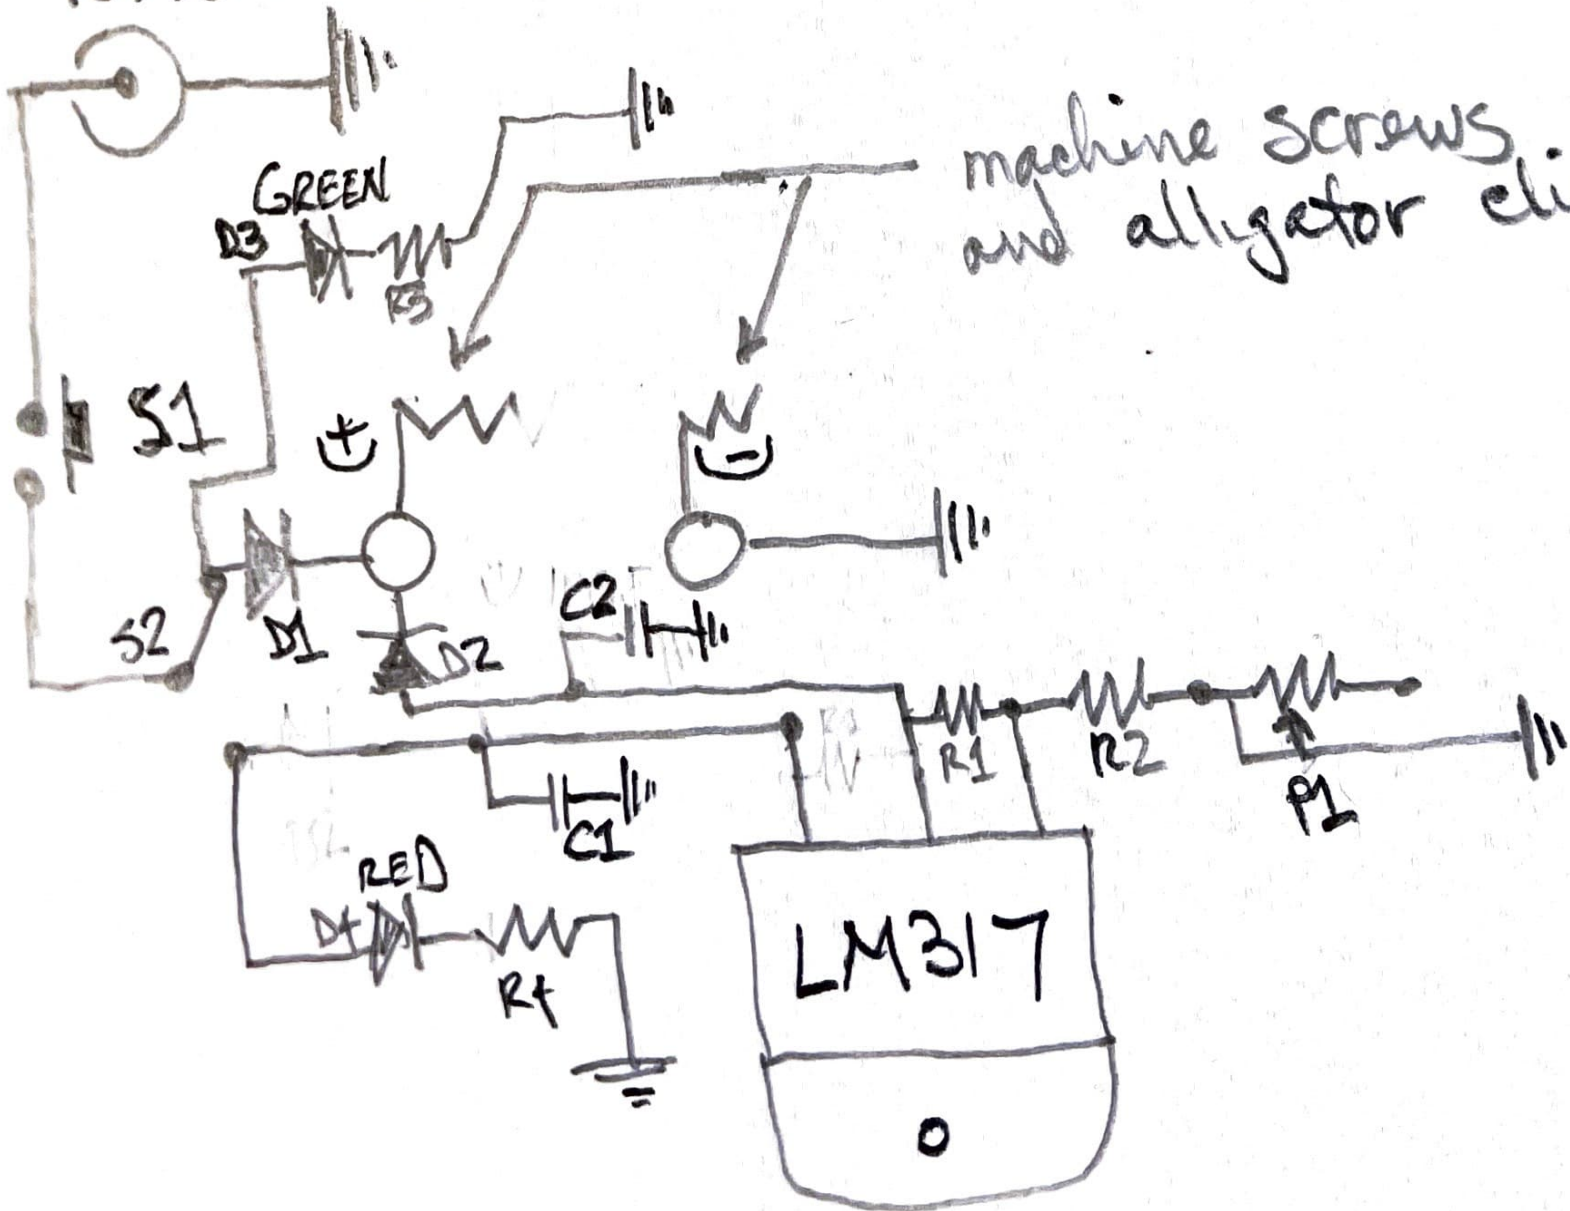 GREEN
D3
R3
machine screws
and alligator cli
S1
+
-
S2
D1
D2
C2
R1
R2
P1
C1
RED
D4
R4
LM317